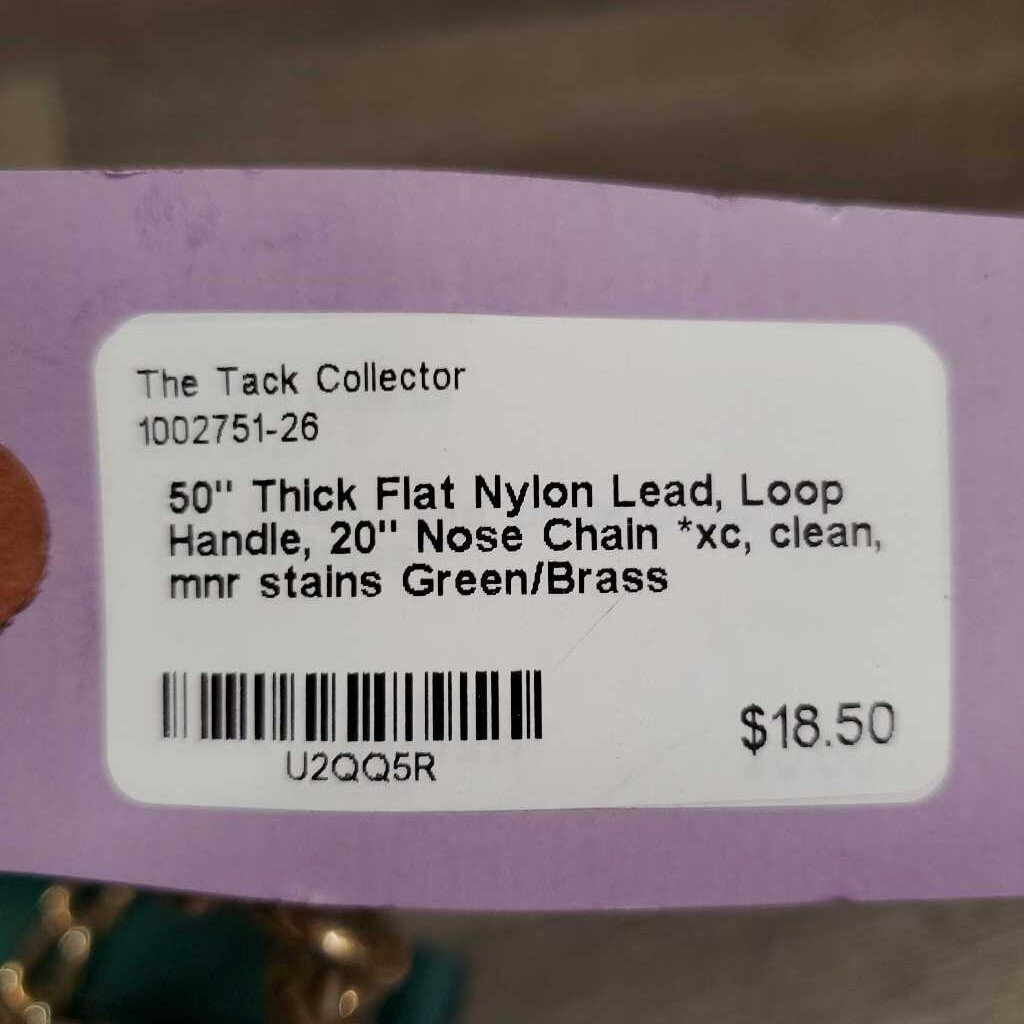 The Tack Collector
1002751-26
50" Thick Flat Nylon Lead, Loop
Handle, 20" Nose Chain *xc, clean,
mnr stains Green/Brass
U2QQ5R
$18.50